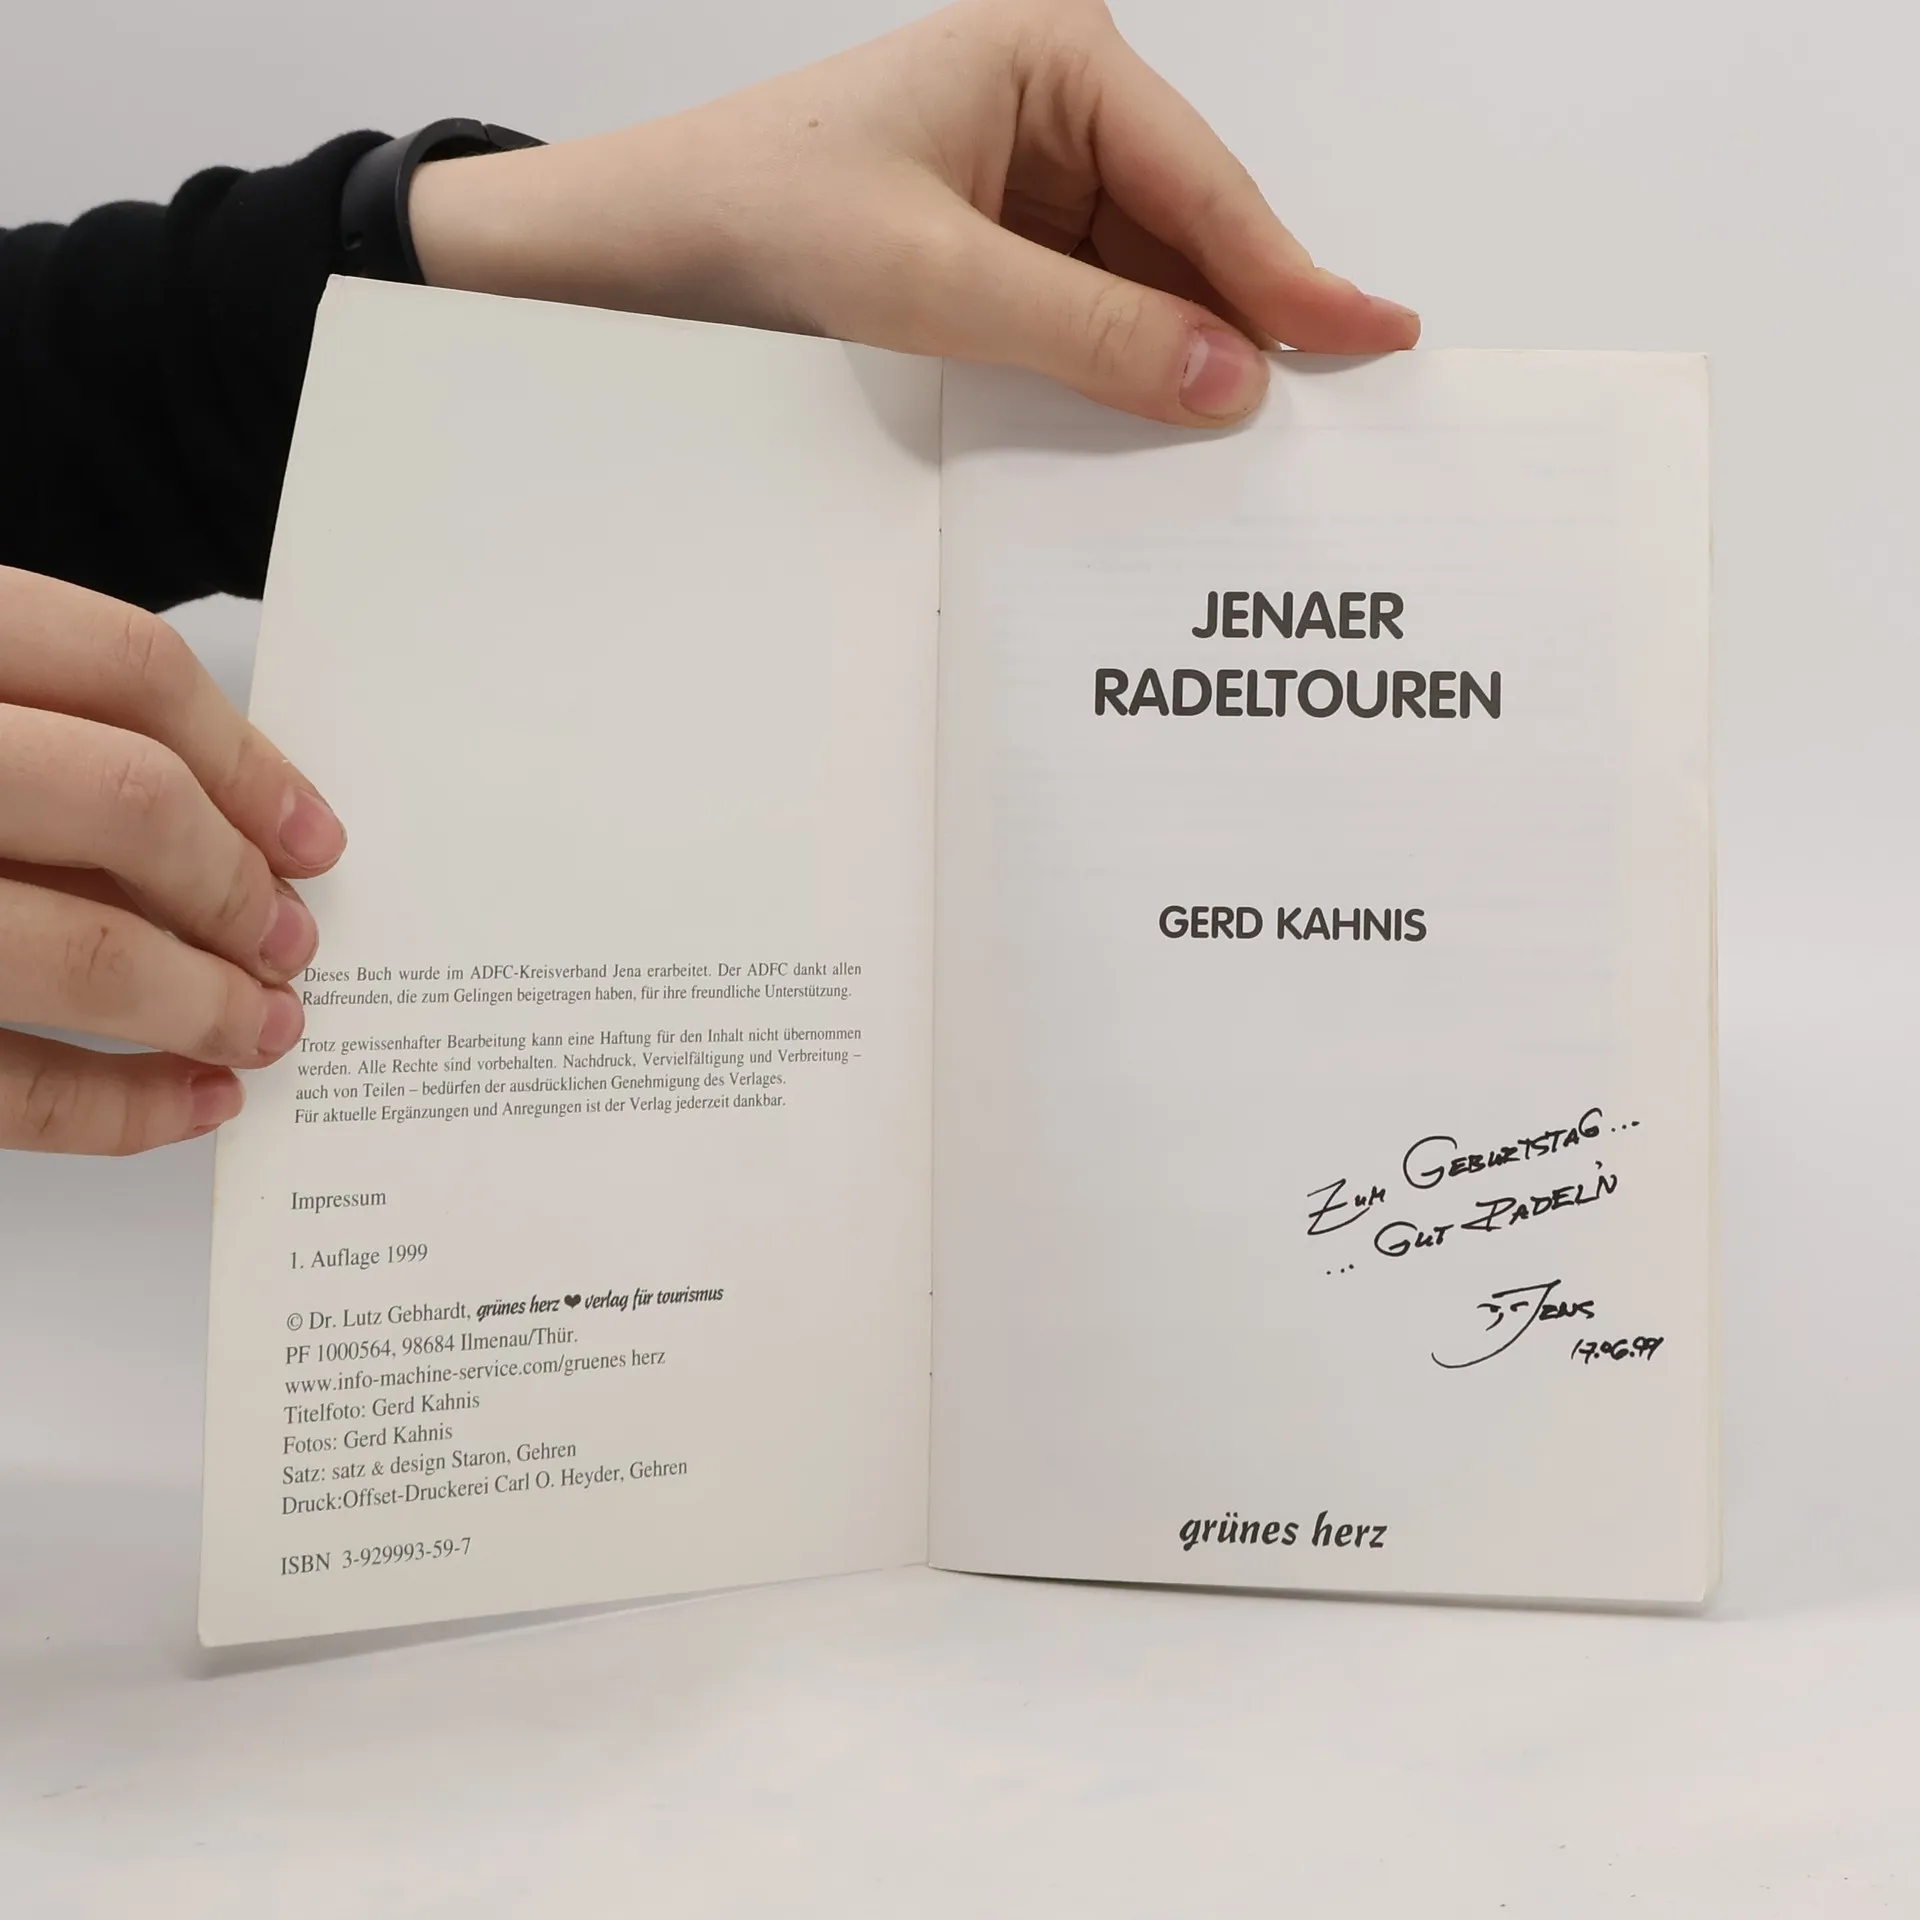 Dieses Buch wurde im ADFC-Kreisverband Jena erarbeitet. Der ADFC dankt allen
Radfreunden, die zum Gelingen beigetragen haben, für ihre freundliche Unterstützung.
Trotz gewissenhafter Bearbeitung kann eine Haftung für den Inhalt nicht übernommen
werden. Alle Rechte sind vorbehalten. Nachdruck, Vervielfältigung und Verbreitung –
auch von Teilen – bedürfen der ausdrücklichen Genehmigung des Verlages.
Für aktuelle Ergänzungen und Anregungen ist der Verlag jederzeit dankbar.
Impressum
1. Auflage 1999
© Dr. Lutz Gebhardt, grünes herz ❤ verlag für tourismus
PF 1000564, 98684 Ilmenau/Thür.
www.info-machine-service.com/gruenes herz
Titelfoto: Gerd Kahnis
Fotos: Gerd Kahnis
Satz: satz & design Staron, Gehren
Druck:Offset-Druckerei Carl O. Heyder, Gehren
ISBN 3-929993-59-7
JENAER
RADELTOUREN
GERD KAHNIS
ZUM GEBURTSTAG...
... GUT RADEL'N
JENS
17.06.99
grünes herz